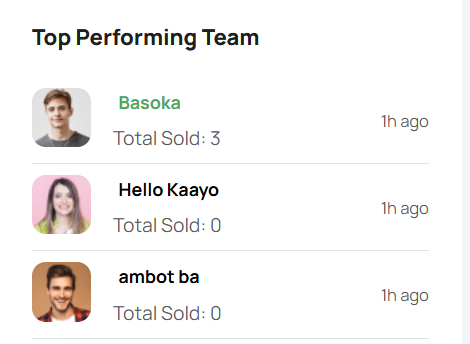 Top Performing Team
Basoka
Total Sold: 3
1h ago
Hello Kaayo
Total Sold: 0
1h ago
ambot ba
Total Sold: 0
1h ago